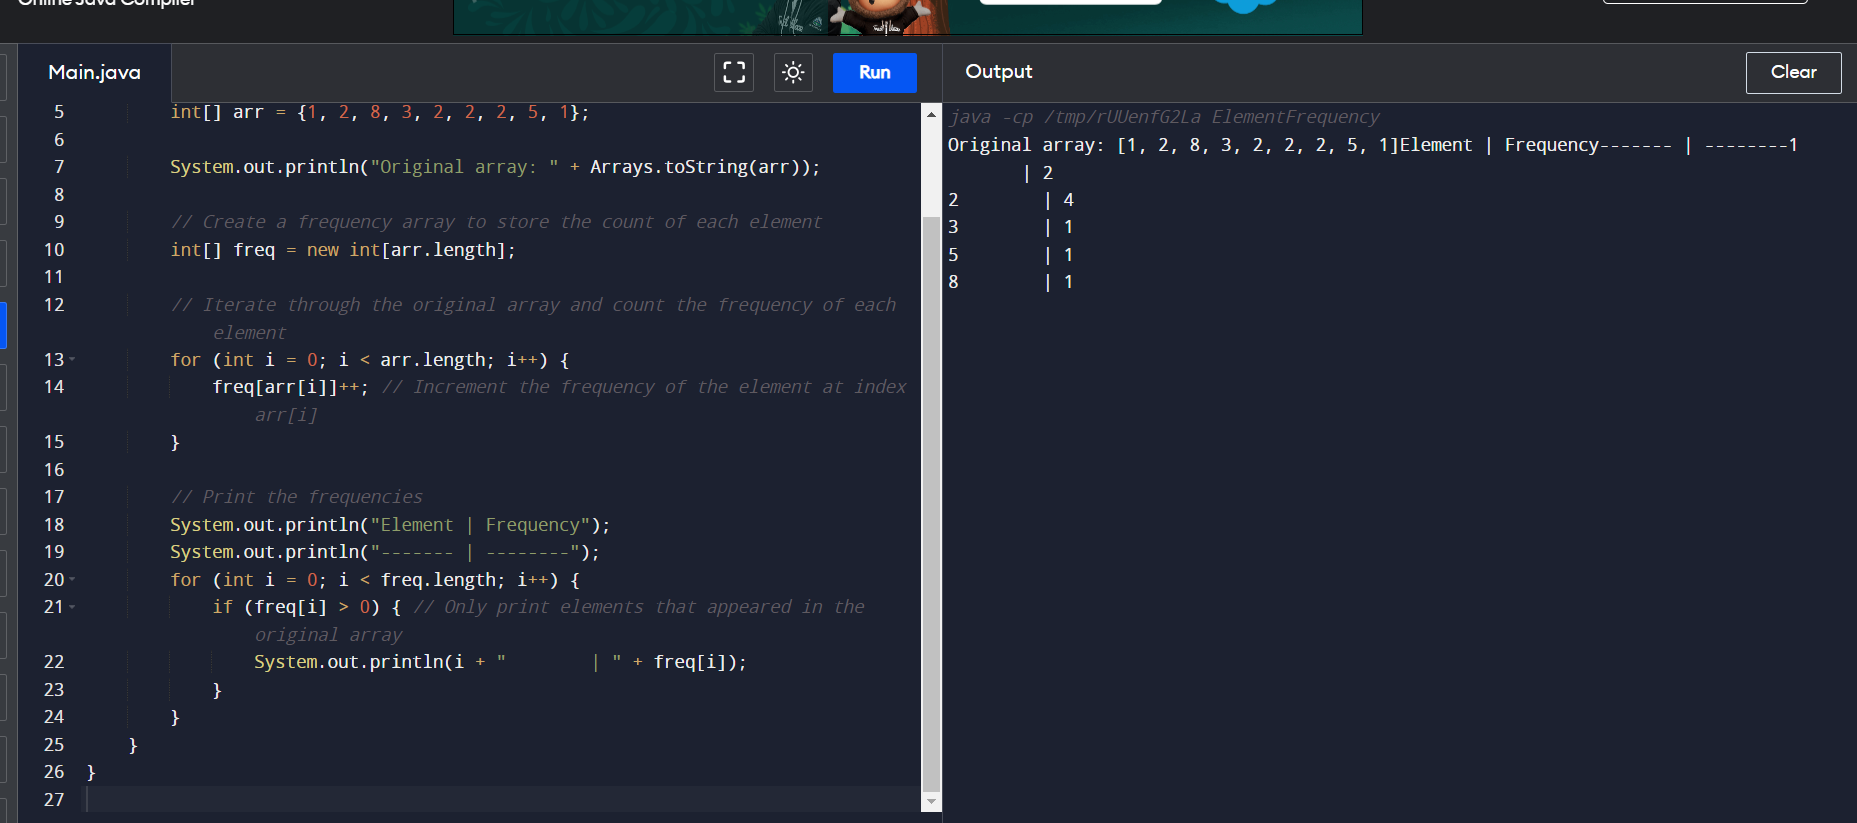 Online Java Compiler
Main.java
Run
Output
Clear
5 int[] arr = {1, 2, 8, 3, 2, 2, 2, 5, 1};
6
7 System.out.println("Original array: " + Arrays.toString(arr));
8
9 // Create a frequency array to store the count of each element
10 int[] freq = new int[arr.length];
11
12 // Iterate through the original array and count the frequency of each
element
13 for (int i = 0; i < arr.length; i++) {
14 freq[arr[i]]++; // Increment the frequency of the element at index
arr[i]
15 }
16
17 // Print the frequencies
18 System.out.println("Element | Frequency");
19 System.out.println("------- | --------");
20 for (int i = 0; i < freq.length; i++) {
21 if (freq[i] > 0) { // Only print elements that appeared in the
original array
22 System.out.println(i + "        | " + freq[i]);
23 }
24 }
25 }
26 }
27
java -cp /tmp/rUUenfG2La ElementFrequency
Original array: [1, 2, 8, 3, 2, 2, 2, 5, 1]Element | Frequency------- | --------1
| 2
2        | 4
3        | 1
5        | 1
8        | 1